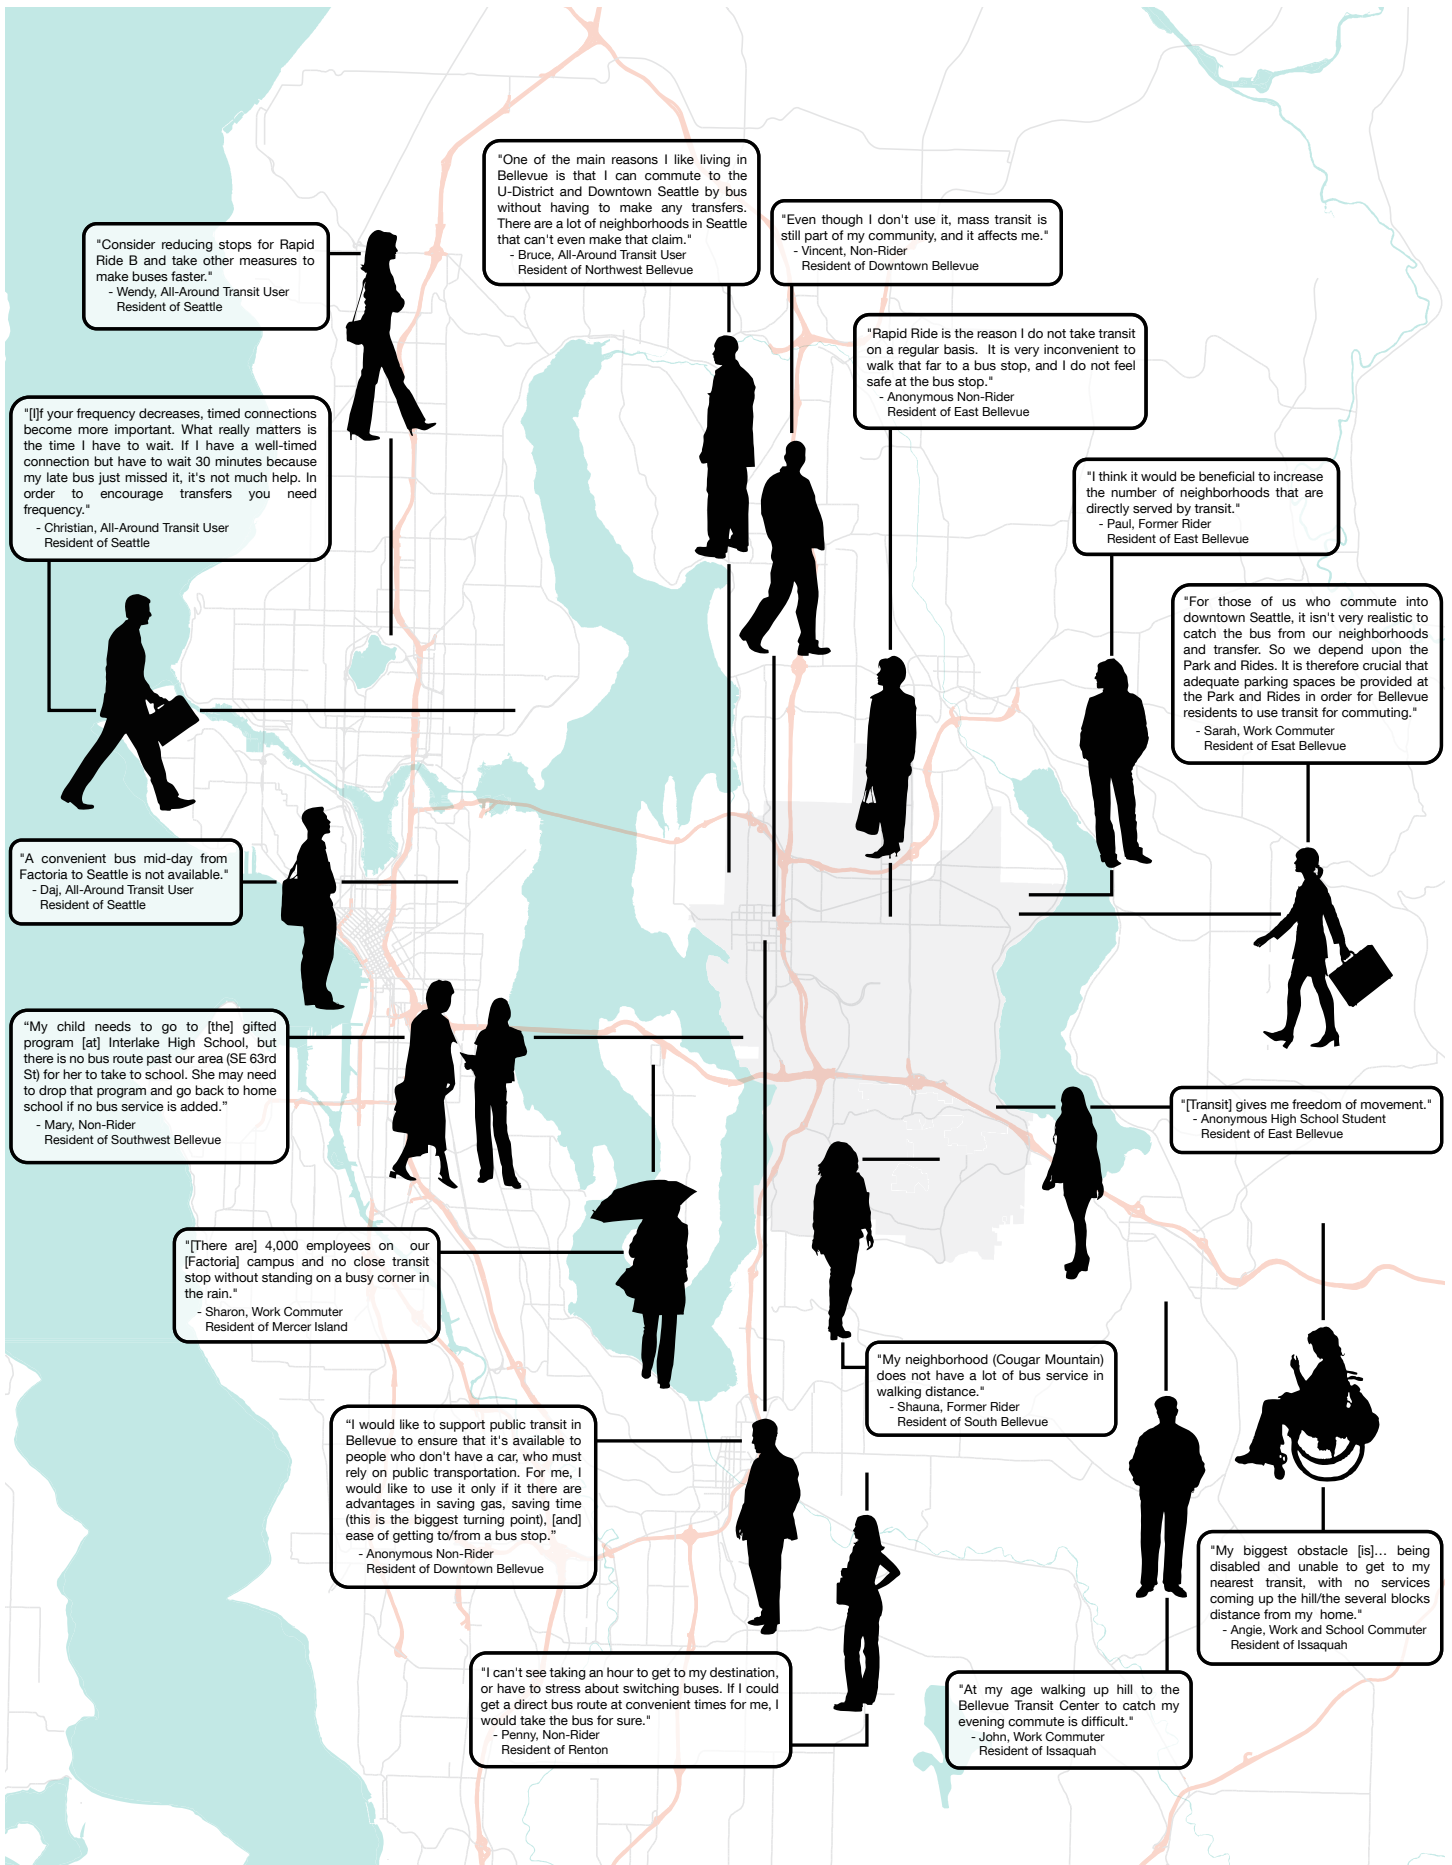 "One of the main reasons I like living in
Bellevue is that I can commute to the
U-District and Downtown Seattle by bus
without having to make any transfers.
There are a lot of neighborhoods in Seattle
that can't even make that claim."
- Bruce, All-Around Transit User
Resident of Northwest Bellevue
"Even though I don't use it, mass transit is
still part of my community, and it affects me."
- Vincent, Non-Rider
Resident of Downtown Bellevue
"Consider reducing stops for Rapid
Ride B and take other measures to
make buses faster."
- Wendy, All-Around Transit User
Resident of Seattle
"Rapid Ride is the reason I do not take transit
on a regular basis. It is very inconvenient to
walk that far to a bus stop, and I do not feel
safe at the bus stop."
- Anonymous Non-Rider
Resident of East Bellevue
"[I]f your frequency decreases, timed connections
become more important. What really matters is
the time I have to wait. If I have a well-timed
connection but have to wait 30 minutes because
my late bus just missed it, it's not much help. In
order to encourage transfers you need
frequency."
- Christian, All-Around Transit User
Resident of Seattle
"I think it would be beneficial to increase
the number of neighborhoods that are
directly served by transit."
- Paul, Former Rider
Resident of East Bellevue
"For those of us who commute into
downtown Seattle, it isn't very realistic to
catch the bus from our neighborhoods
and transfer. So we depend upon the
Park and Rides. It is therefore crucial that
adequate parking spaces be provided at
the Park and Rides in order for Bellevue
residents to use transit for commuting."
- Sarah, Work Commuter
Resident of Esat Bellevue
"A convenient bus mid-day from
Factoria to Seattle is not available."
- Daj, All-Around Transit User
Resident of Seattle
“My child needs to go to [the] gifted
program [at] Interlake High School, but
there is no bus route past our area (SE 63rd
St) for her to take to school. She may need
to drop that program and go back to home
school if no bus service is added.”
- Mary, Non-Rider
Resident of Southwest Bellevue
"[Transit] gives me freedom of movement."
- Anonymous High School Student
Resident of East Bellevue
"[There are] 4,000 employees on our
[Factoria] campus and no close transit
stop without standing on a busy corner in
the rain."
- Sharon, Work Commuter
Resident of Mercer Island
"My neighborhood (Cougar Mountain)
does not have a lot of bus service in
walking distance."
- Shauna, Former Rider
Resident of South Bellevue
“I would like to support public transit in
Bellevue to ensure that it's available to
people who don't have a car, who must
rely on public transportation. For me, I
would like to use it only if it there are
advantages in saving gas, saving time
(this is the biggest turning point), [and]
ease of getting to/from a bus stop.”
- Anonymous Non-Rider
Resident of Downtown Bellevue
"My biggest obstacle [is]... being
disabled and unable to get to my
nearest transit, with no services
coming up the hill/the several blocks
distance from my home."
- Angie, Work and School Commuter
Resident of Issaquah
"I can't see taking an hour to get to my destination,
or have to stress about switching buses. If I could
get a direct bus route at convenient times for me, I
would take the bus for sure."
- Penny, Non-Rider
Resident of Renton
"At my age walking up hill to the
Bellevue Transit Center to catch my
evening commute is difficult."
- John, Work Commuter
Resident of Issaquah